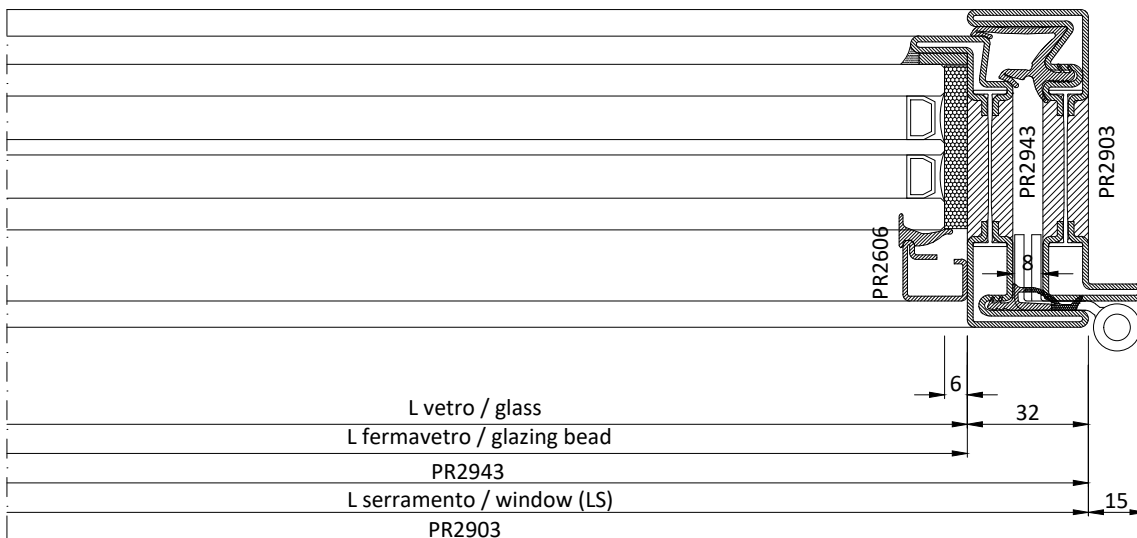 PR2943
PR2903
PR2606
8
6
L vetro / glass
32
L fermavetro / glazing bead
PR2943
L serramento / window (LS)
15
PR2903